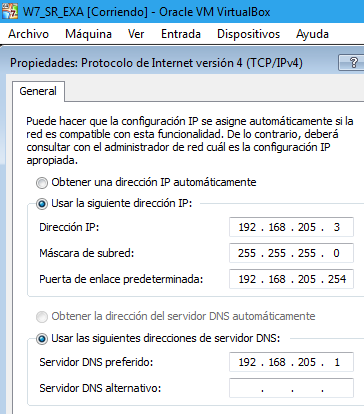 W7_SR_EXA [Corriendo] - Oracle VM VirtualBox
Archivo Máquina Ver Entrada Dispositivos Ayuda
Propiedades: Protocolo de Internet versión 4 (TCP/IPv4)
?
General
Puede hacer que la configuración IP se asigne automáticamente si la
red es compatible con esta funcionalidad. De lo contrario, deberá
consultar con el administrador de red cuál es la configuración IP
apropiada.
Obtener una dirección IP automáticamente
Usar la siguiente dirección IP:
Dirección IP: 192 . 168 . 205 . 3
Máscara de subred: 255 . 255 . 255 . 0
Puerta de enlace predeterminada: 192 . 168 . 205 . 254
Obtener la dirección del servidor DNS automáticamente
Usar las siguientes direcciones de servidor DNS:
Servidor DNS preferido: 192 . 168 . 205 . 1
Servidor DNS alternativo: . . .